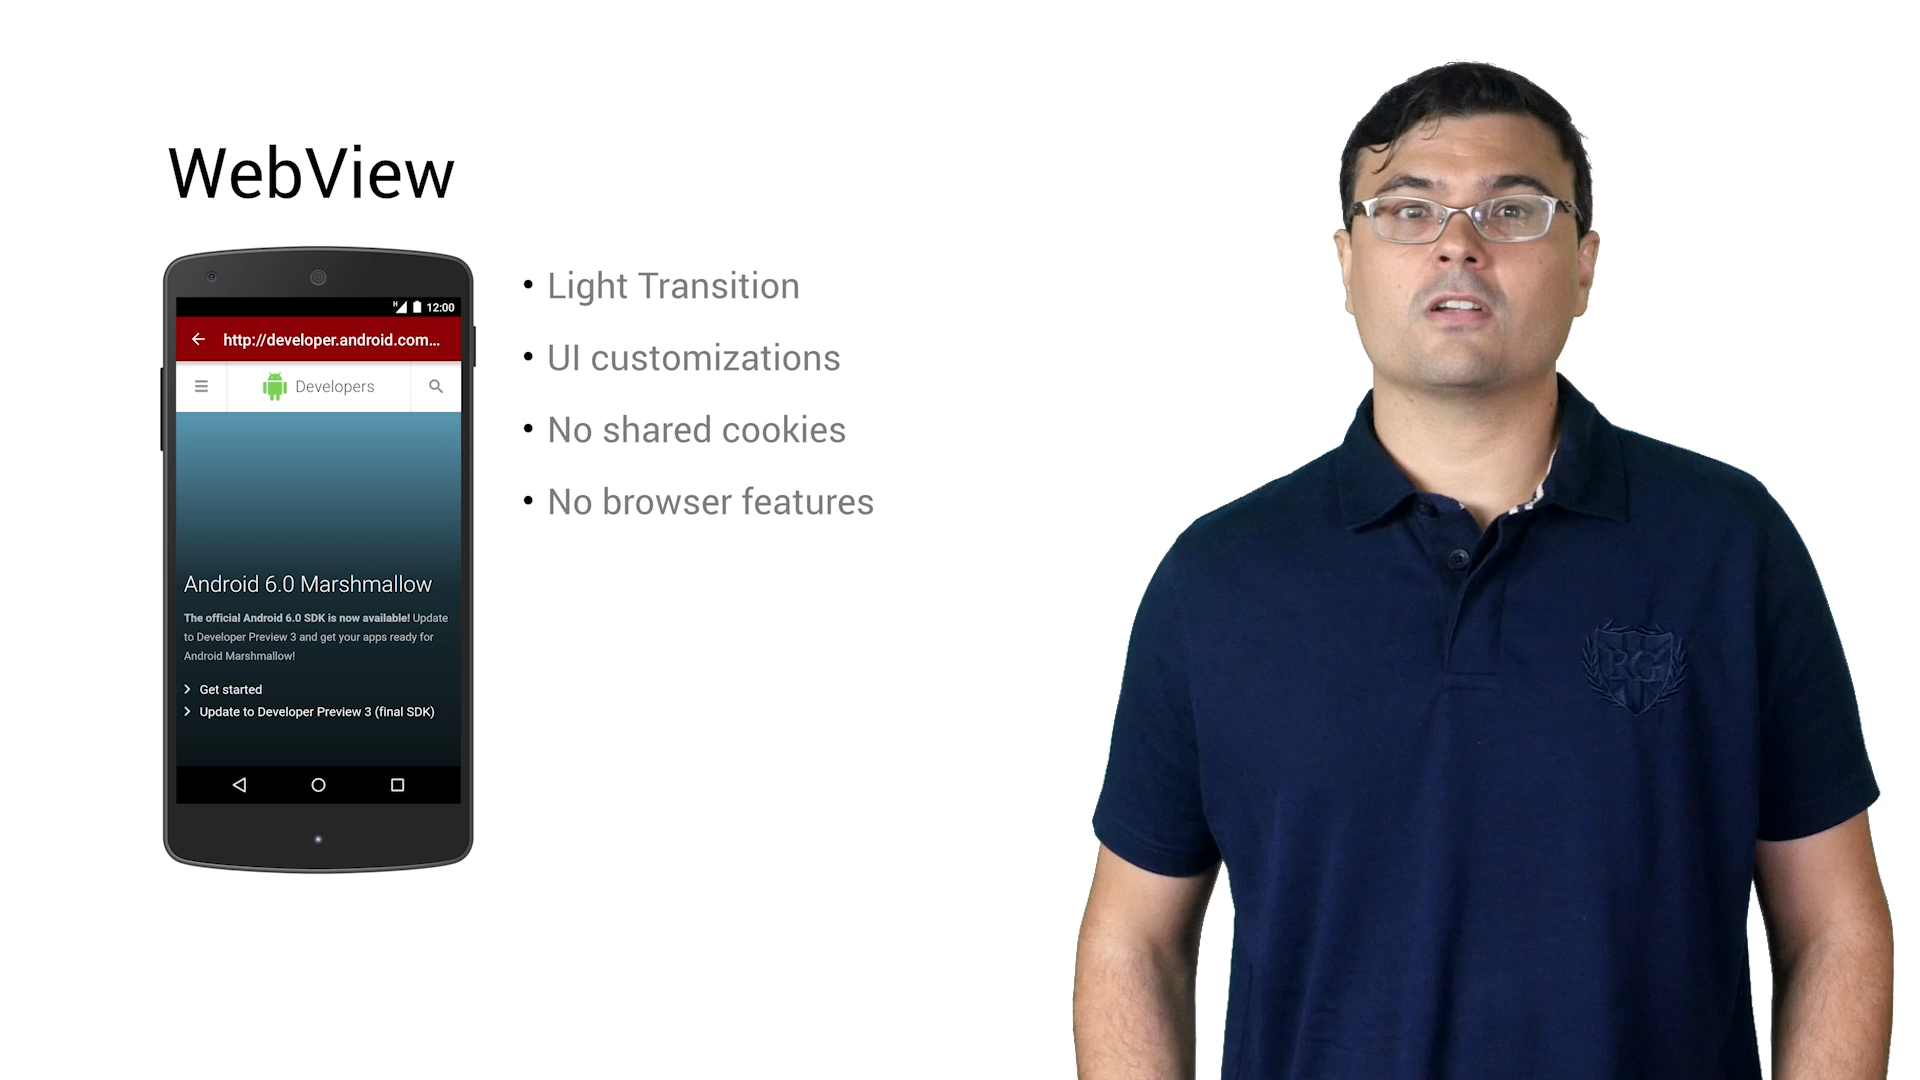 WebView
• Light Transition
• UI customizations
• No shared cookies
• No browser features
H 12:00
http://developer.android.com...
Developers
Android 6.0 Marshmallow
The official Android 6.0 SDK is now available! Update
to Developer Preview 3 and get your apps ready for
Android Marshmallow!
Get started
Update to Developer Preview 3 (final SDK)